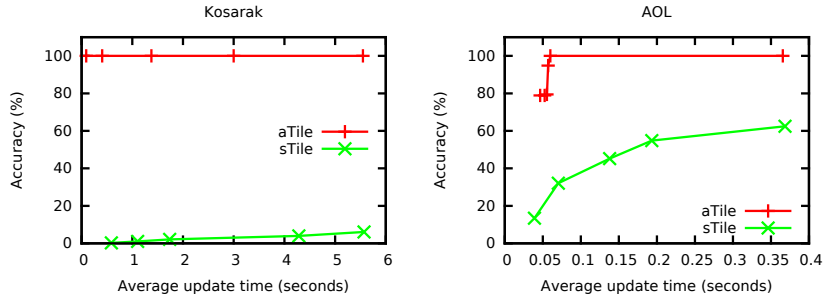 Kosarak
Accuracy (%)
100
80
60
40
20
0
aTile
sTile
0 1 2 3 4 5 6
Average update time (seconds)
AOL
Accuracy (%)
100
80
60
40
20
0
aTile
sTile
0 0.05 0.1 0.15 0.2 0.25 0.3 0.35 0.4
Average update time (seconds)